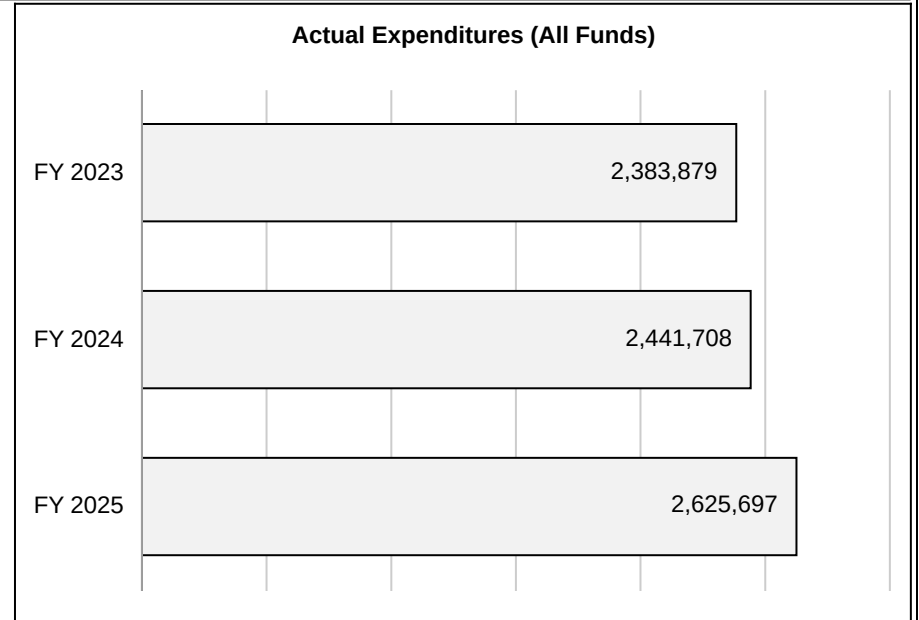 Actual Expenditures (All Funds)
FY 2023 2,383,879
FY 2024 2,441,708
FY 2025 2,625,697